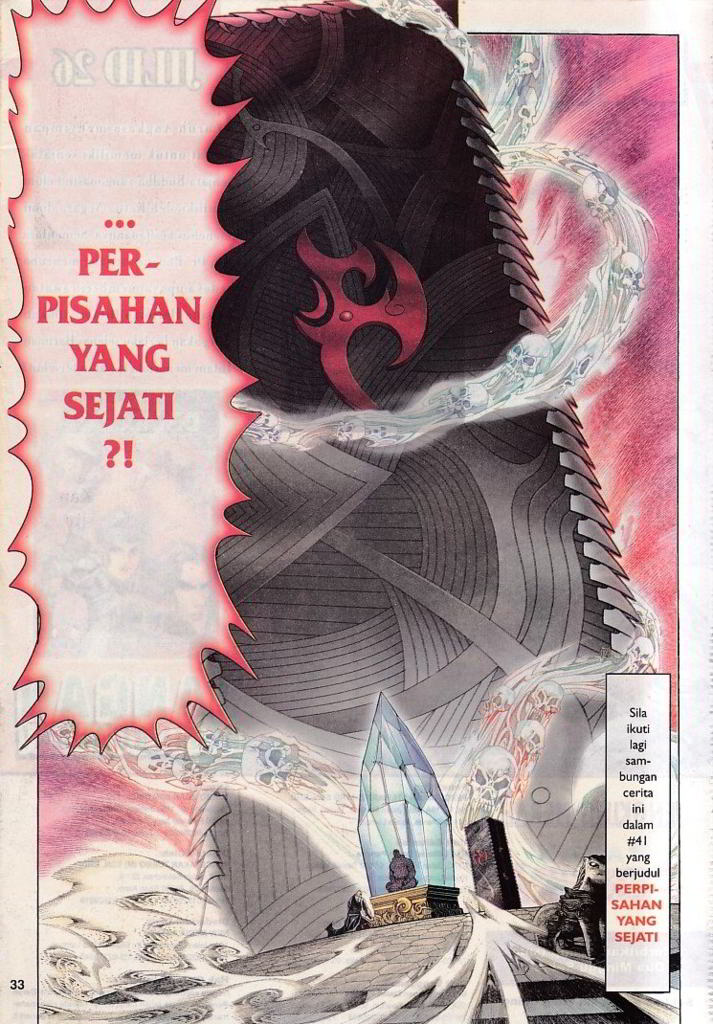 ...
PER-
PISAHAN
YANG
SEJATI
?!
Sila
ikuti
lagi
sam-
bungan
cerita
ini
dalam
#41
yang
berjudul
PERPI-
SAHAN
YANG
SEJATI
33